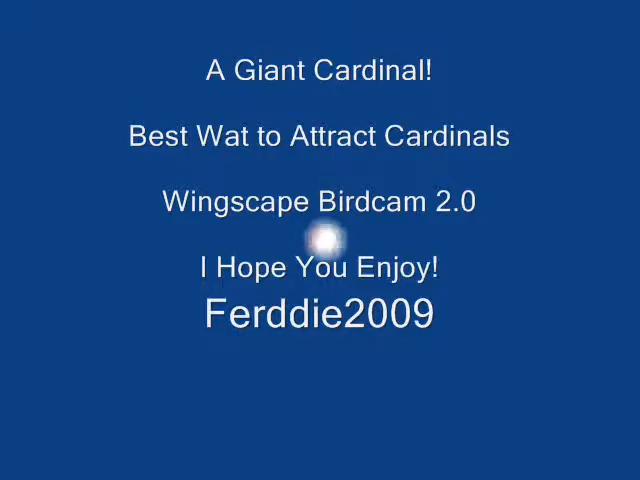 A Giant Cardinal!
Best Wat to Attract Cardinals
Wingscape Birdcam 2.0
I Hope You Enjoy!
Ferddie2009